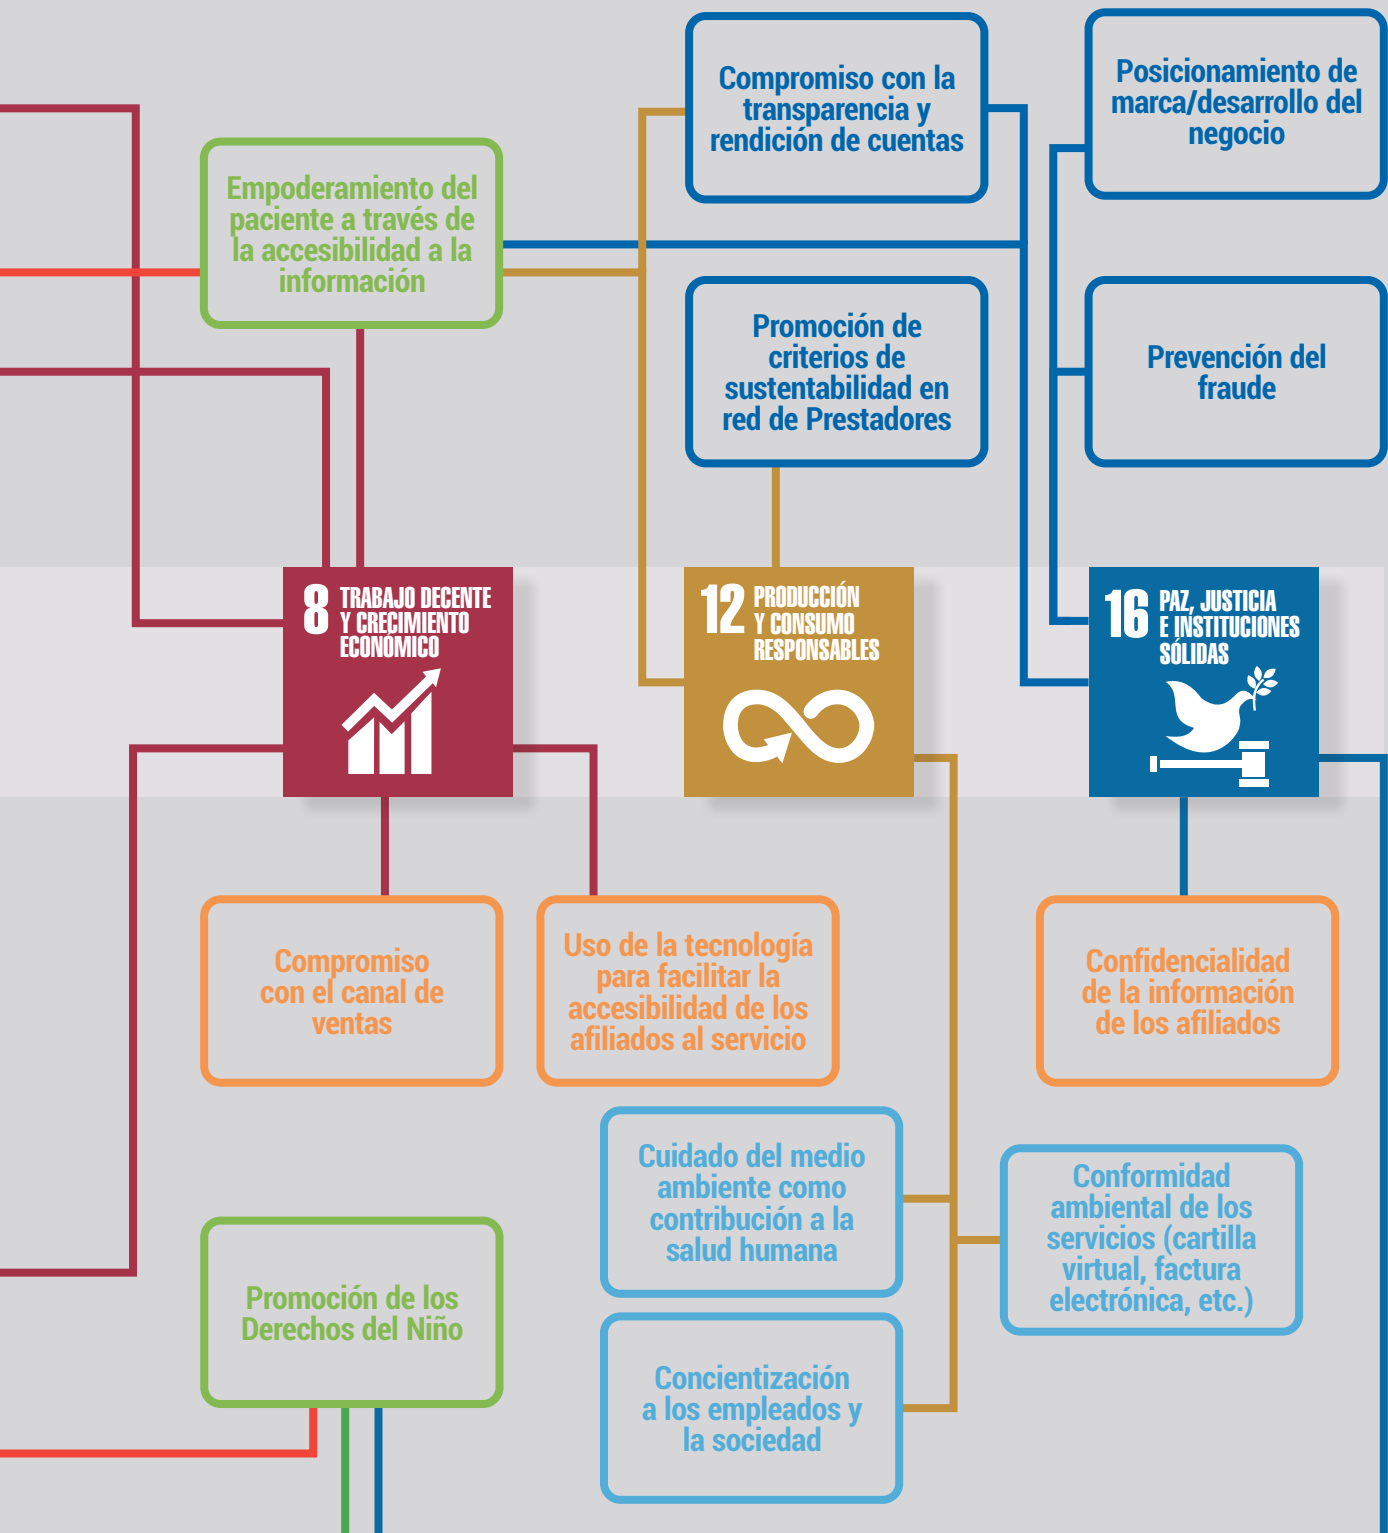 Compromiso con la
transparencia y
rendición de cuentas
Posicionamiento de
marca/desarrollo del
negocio
Empoderamiento del
paciente a través de
la accesibilidad a la
información
Promoción de
criterios de
sustentabilidad en
red de Prestadores
Prevención del
fraude
8 TRABAJO DECENTE
Y CRECIMIENTO
ECONÓMICO
12 PRODUCCIÓN
Y CONSUMO
RESPONSABLES
16 PAZ, JUSTICIA
E INSTITUCIONES
SÓLIDAS
Compromiso
con el canal de
ventas
Uso de la tecnología
para facilitar la
accesibilidad de los
afiliados al servicio
Confidencialidad
de la información
de los afiliados
Cuidado del medio
ambiente como
contribución a la
salud humana
Conformidad
ambiental de los
servicios (cartilla
virtual, factura
electrónica, etc.)
Promoción de los
Derechos del Niño
Concientización
a los empleados y
la sociedad